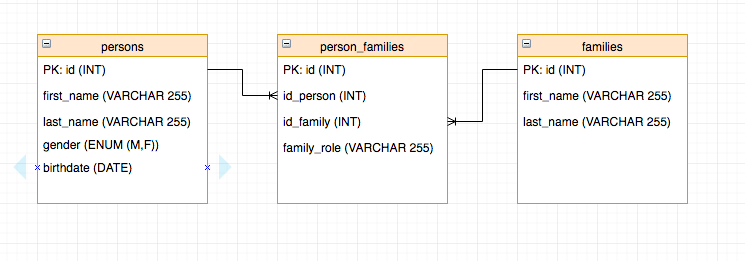 persons
PK: id (INT)
first_name (VARCHAR 255)
last_name (VARCHAR 255)
gender (ENUM (M,F))
birthdate (DATE)
person_families
PK: id (INT)
id_person (INT)
id_family (INT)
family_role (VARCHAR 255)
families
PK: id (INT)
first_name (VARCHAR 255)
last_name (VARCHAR 255)